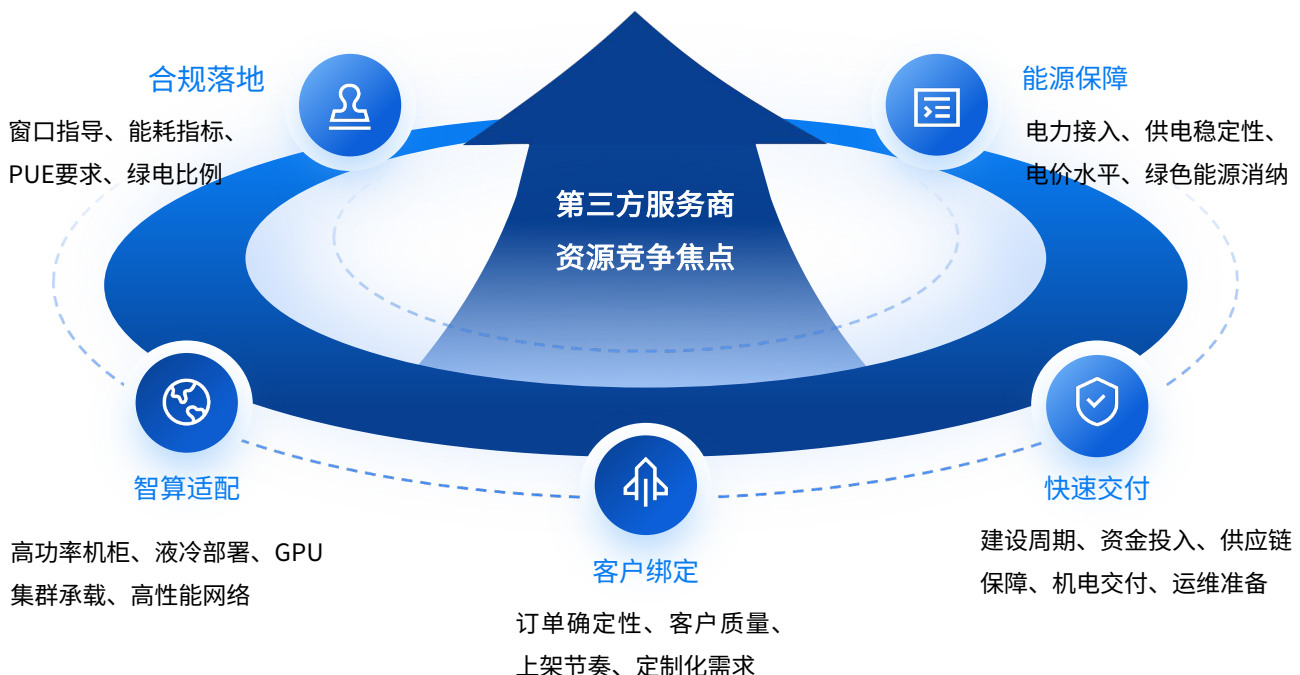 合规落地
窗口指导、能耗指标、
PUE要求、绿电比例
能源保障
电力接入、供电稳定性、
电价水平、绿色能源消纳
第三方服务商
资源竞争焦点
智算适配
高功率机柜、液冷部署、GPU
集群承载、高性能网络
客户绑定
订单确定性、客户质量、
上架节奏、定制化需求
快速交付
建设周期、资金投入、供应链
保障、机电交付、运维准备